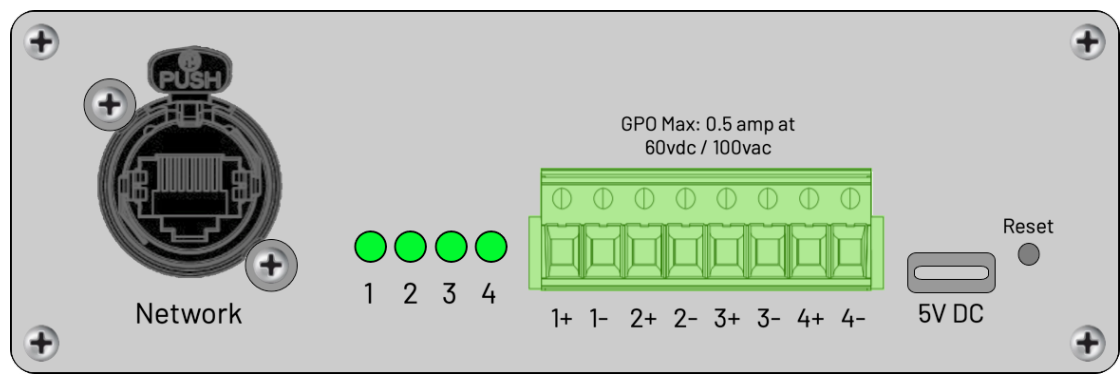 PUSH
GPO Max: 0.5 amp at
60vdc / 100vac
Reset
1 2 3 4
Network
1+ 1- 2+ 2- 3+ 3- 4+ 4-
5V DC